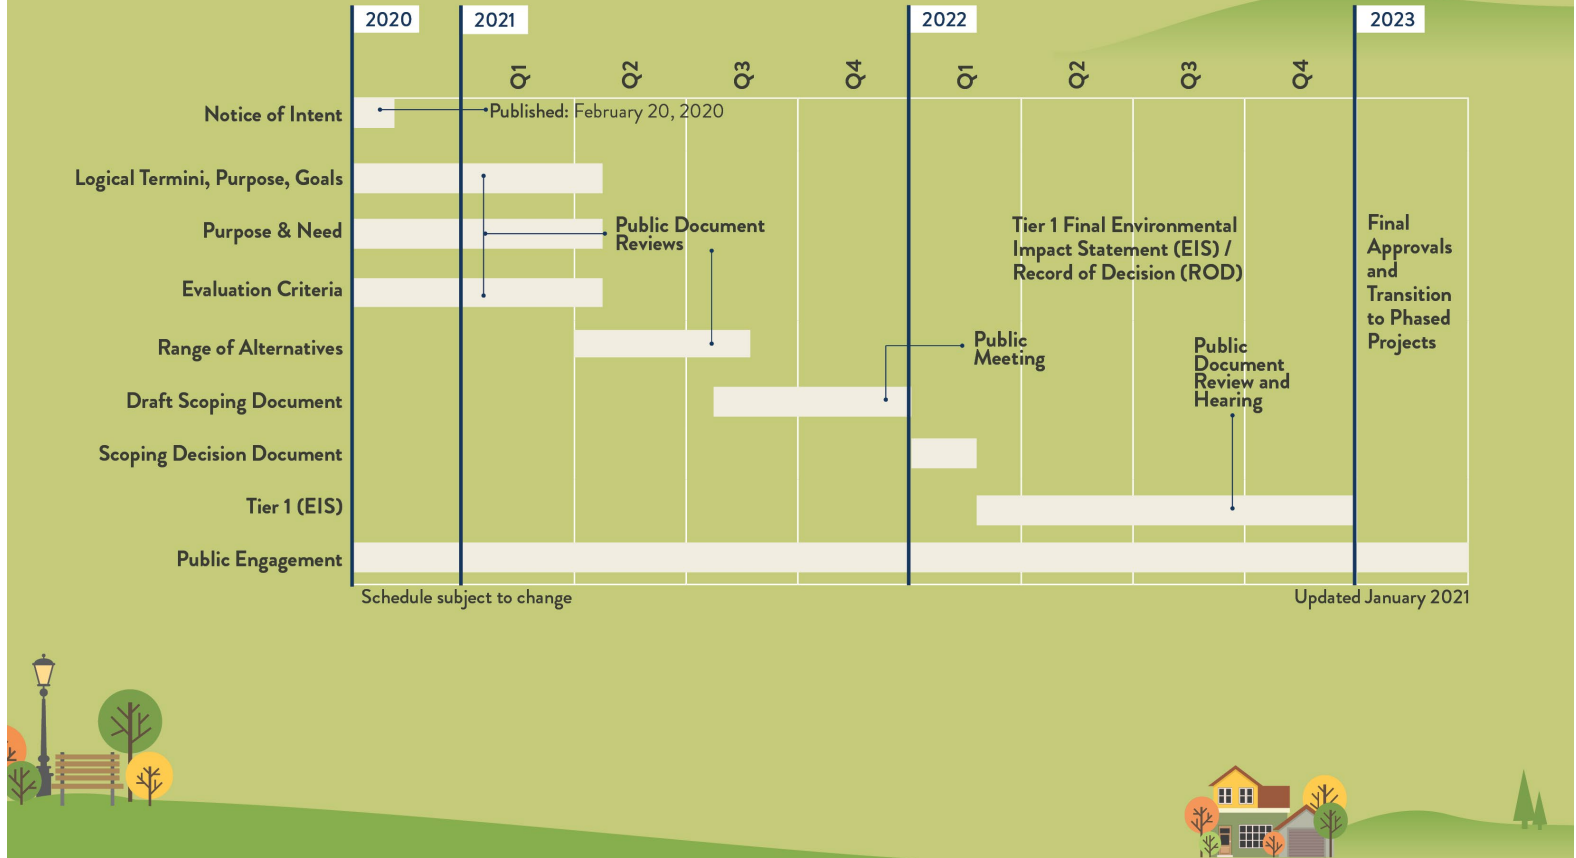 2020
2021
2022
2023
Q1
Q2
Q3
Q4
Q1
Q2
Q3
Q4
Notice of Intent
Published: February 20, 2020
Logical Termini, Purpose, Goals
Purpose & Need
Public Document
Reviews
Evaluation Criteria
Range of Alternatives
Tier 1 Final Environmental
Impact Statement (EIS) /
Record of Decision (ROD)
Final
Approvals
and
Transition
to Phased
Projects
Public
Meeting
Public
Document
Review and
Hearing
Draft Scoping Document
Scoping Decision Document
Tier 1 (EIS)
Public Engagement
Schedule subject to change
Updated January 2021